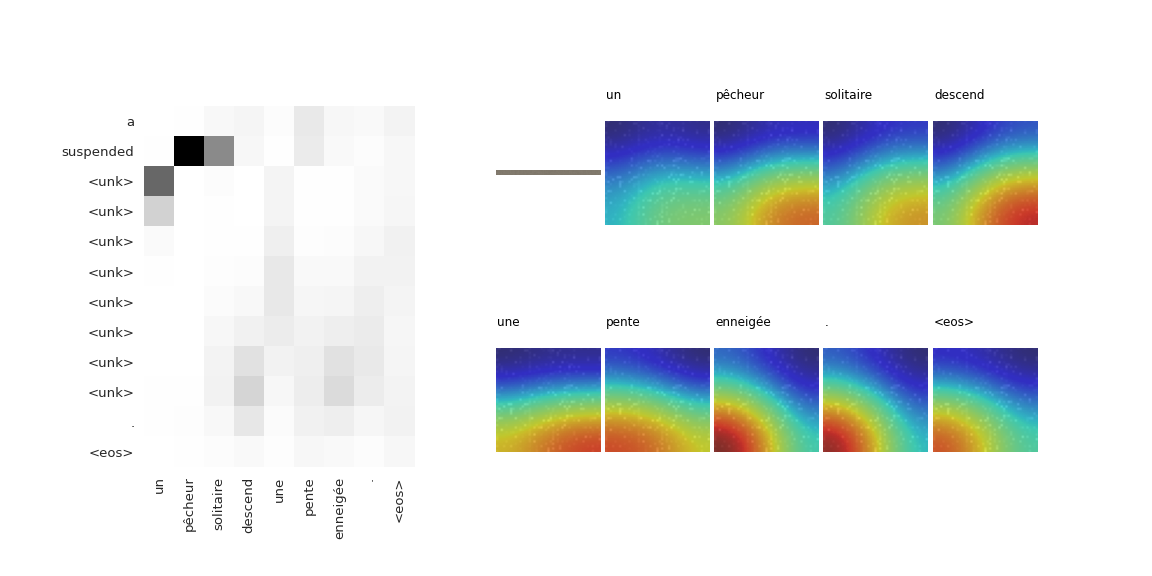 a
suspended
<unk>
<unk>
<unk>
<unk>
<unk>
<unk>
<unk>
<unk>
.
<eos>
un pêcheur solitaire descend une pente enneigée . <eos>
un pêcheur solitaire descend
une pente enneigée . <eos>